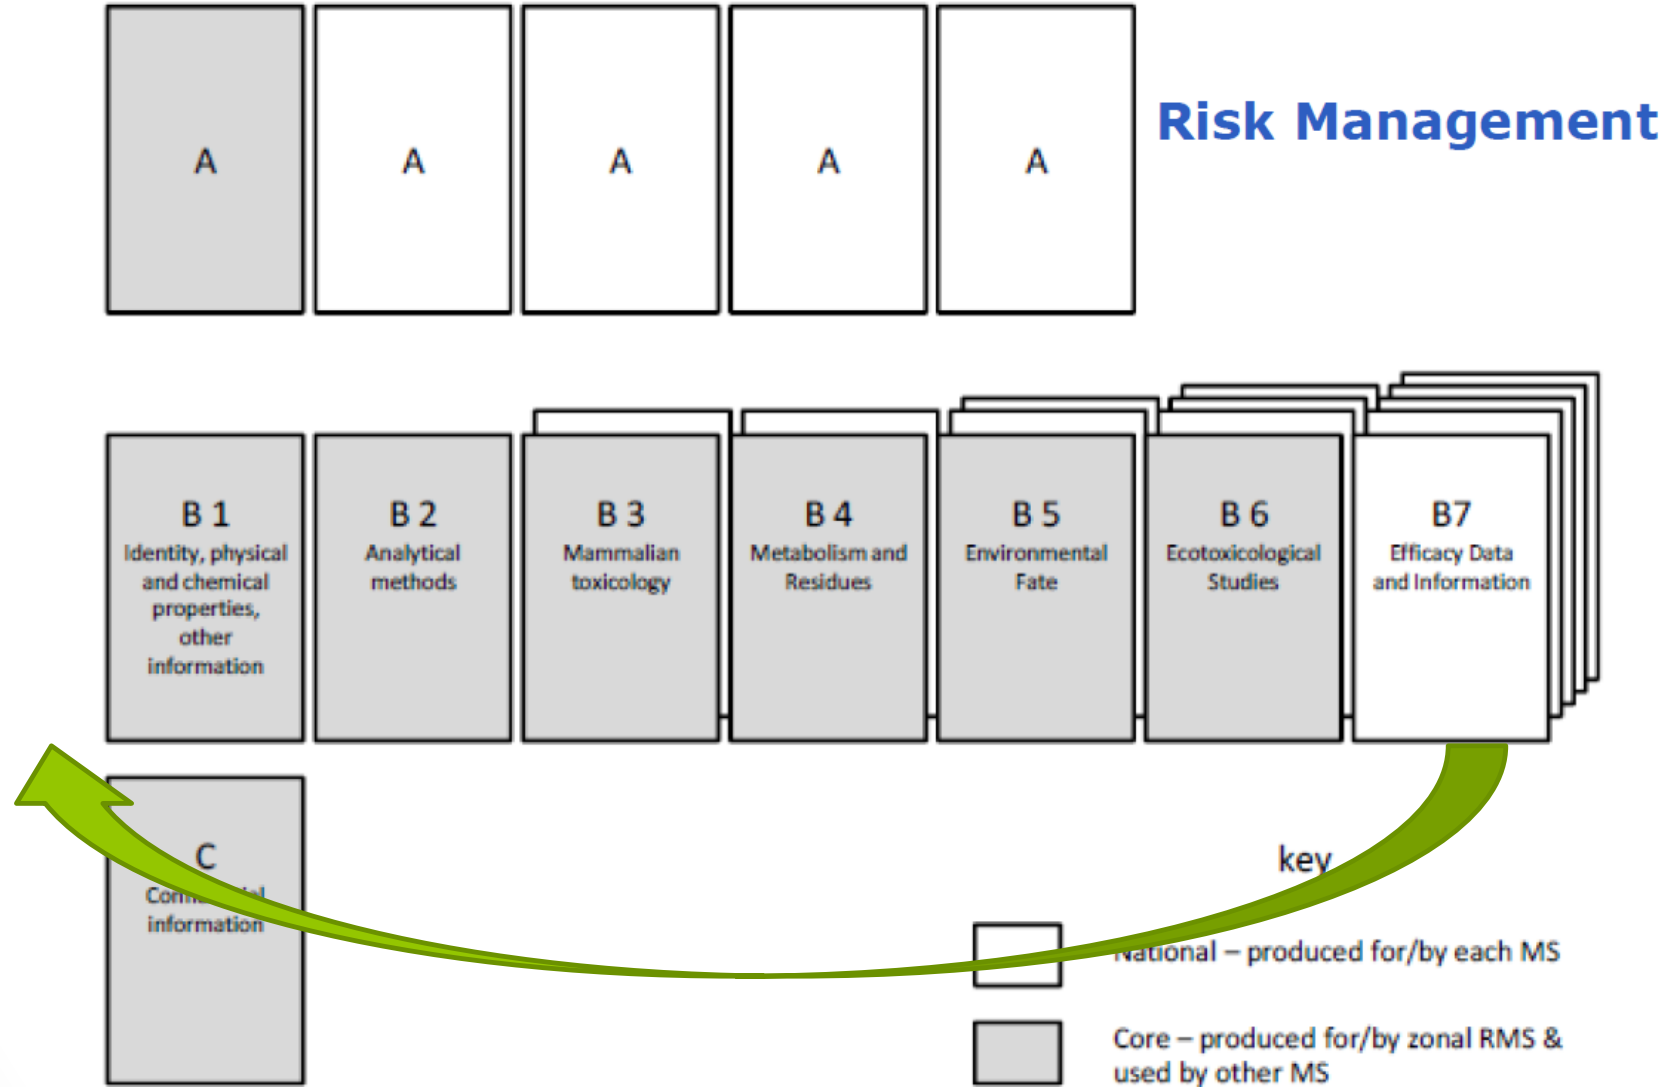 A
A
A
A
A
Risk Management
B 1
Identity, physical
and chemical
properties,
other
information
B 2
Analytical
methods
B 3
Mammalian
toxicology
B 4
Metabolism and
Residues
B 5
Environmental
Fate
B 6
Ecotoxicological
Studies
B7
Efficacy Data
and Information
C
information
key
National – produced for/by each MS
Core – produced for/by zonal RMS &
used by other MS